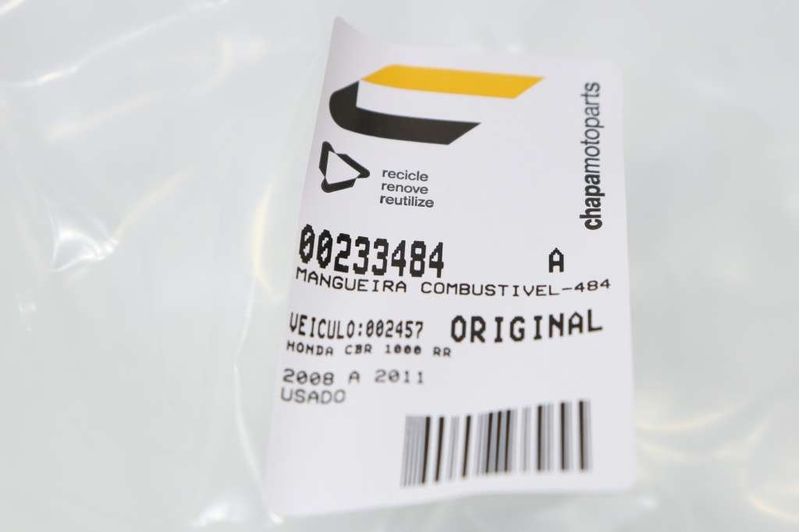 chapamotoparts
recicle
renove
reutilize
00233484 A
MANGUEIRA COMBUSTIVEL-484
VEICULO:002457 ORIGINAL
HONDA CBR 1000 RR
2008 A 2011
USADO